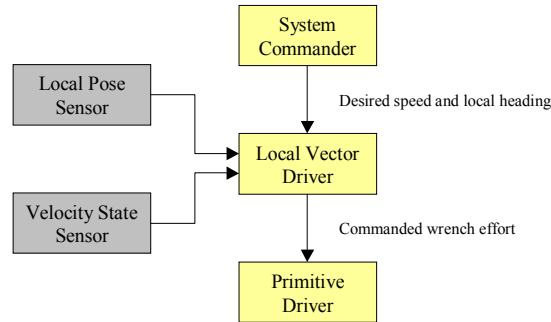 System
Commander
Local Pose
Sensor
Desired speed and local heading
Local Vector
Driver
Velocity State
Sensor
Commanded wrench effort
Primitive
Driver